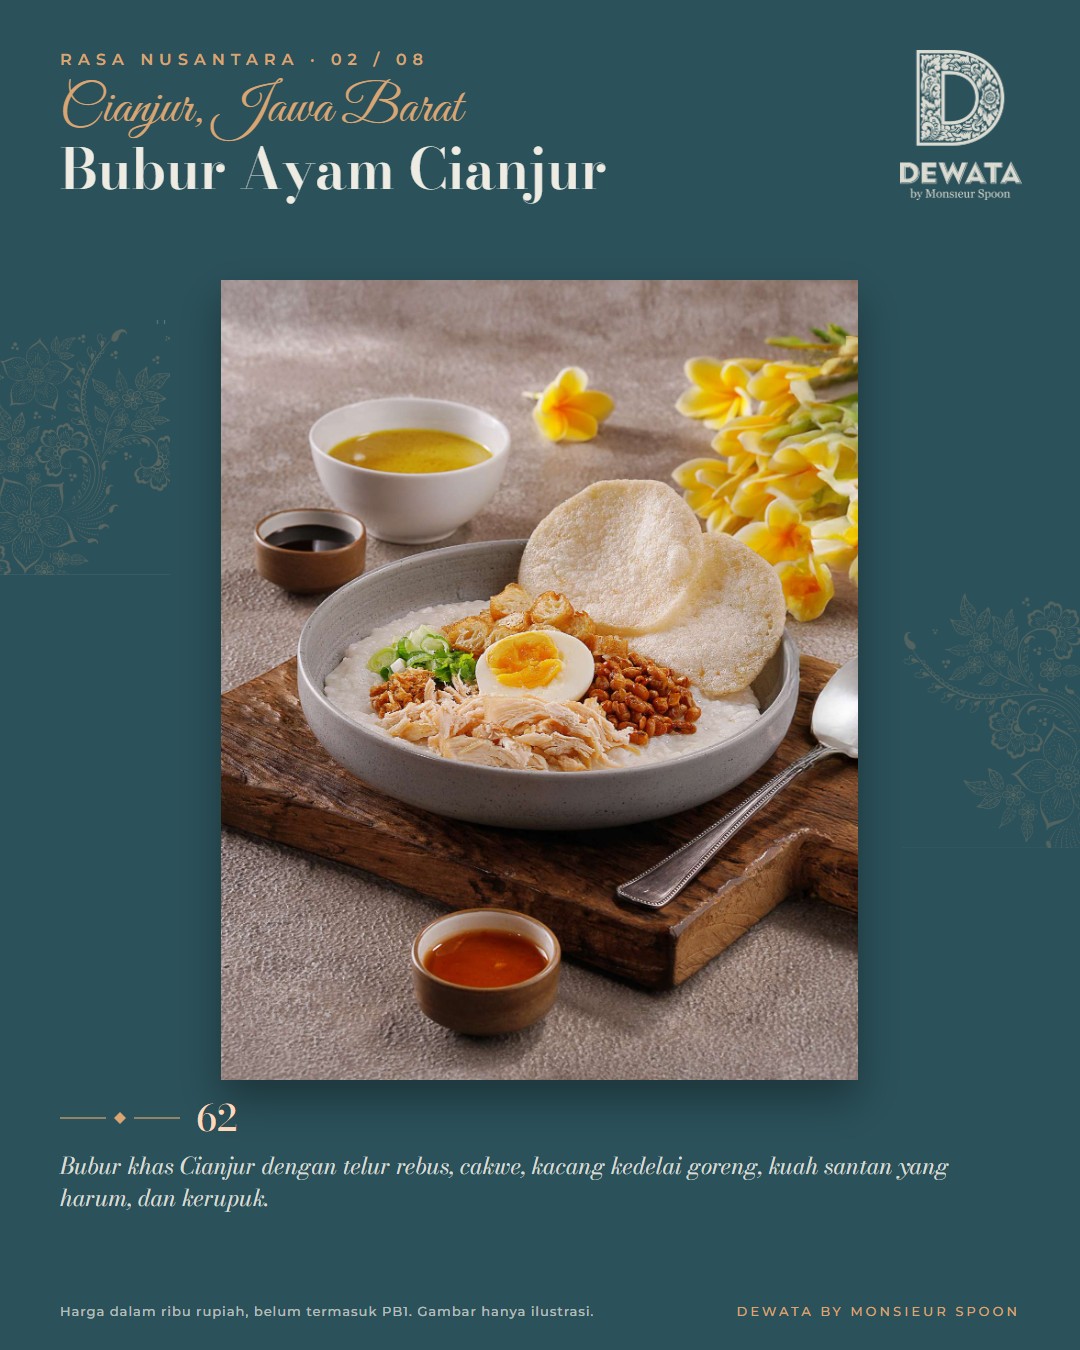 RASA NUSANTARA · 02 / 08
Cianjur, Jawa Barat
Bubur Ayam Cianjur
D
DEWATA
by Monsieur Spoon
62
Bubur khas Cianjur dengan telur rebus, cakwe, kacang kedelai goreng, kuah santan yang
harum, dan kerupuk.
Harga dalam ribu rupiah, belum termasuk PB1. Gambar hanya ilustrasi.
DEWATA BY MONSIEUR SPOON